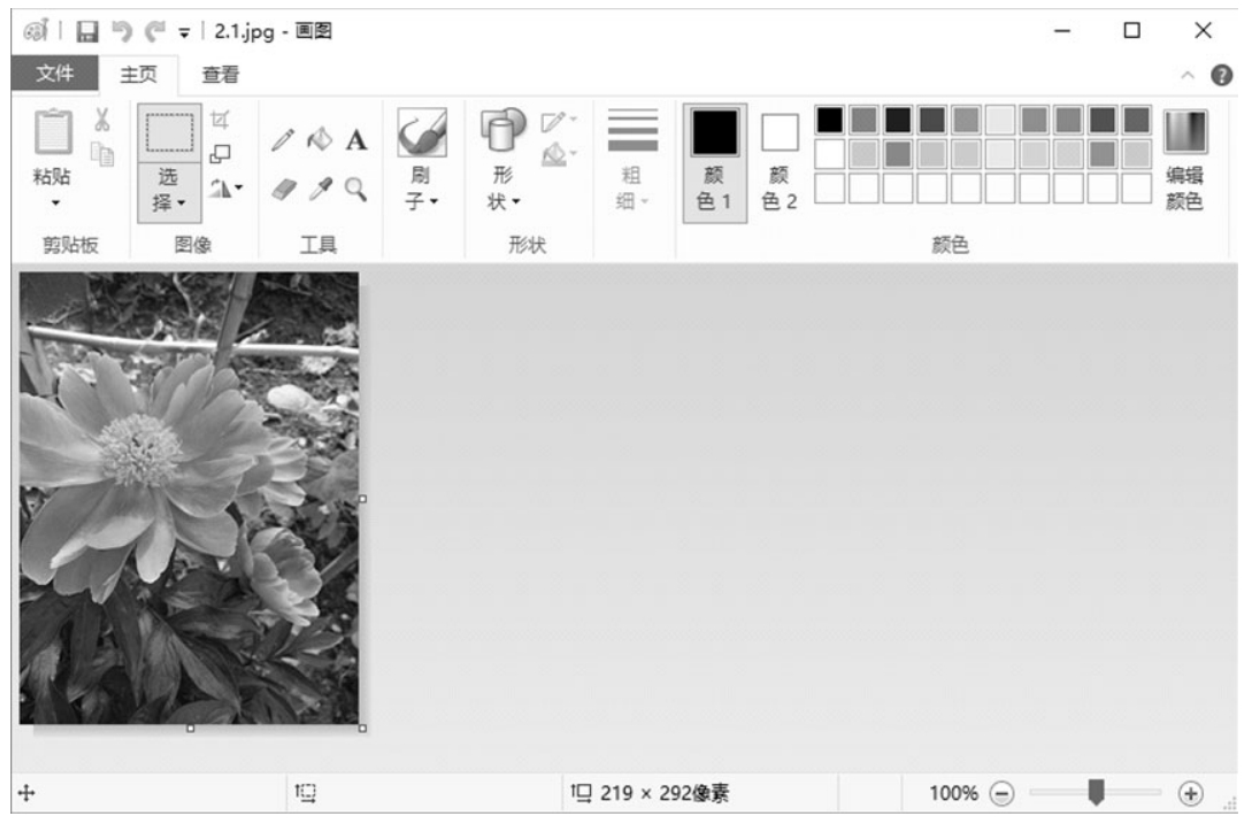 2.1.jpg - 画图
文件 主页 查看
粘贴
选择
A
刷子
形状
粗细
颜色 1
颜色 2
编辑颜色
剪贴板 图像 工具 形状 颜色
219 × 292像素 100%